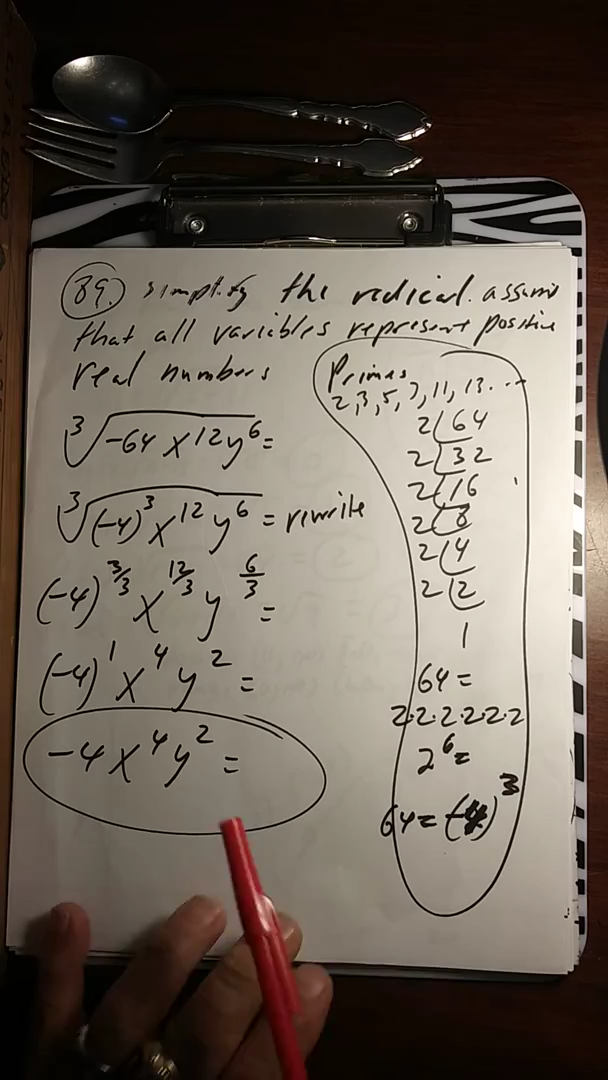 89. simplify the radical. assume
that all variables represent positive
real numbers
∛(-64x¹²y⁶) =
∛((-4)³x¹²y⁶) = rewrite
(-4)^(3/3) x^(12/3) y^(6/3) =
(-4)¹x⁴y² =
-4x⁴y² =
Primes
2,3,5,7,11,13...
2|64
2|32
2|16
2|8
2|4
2|2
1
64=
2·2·2·2·2·2
2⁶=
64=(-4)³